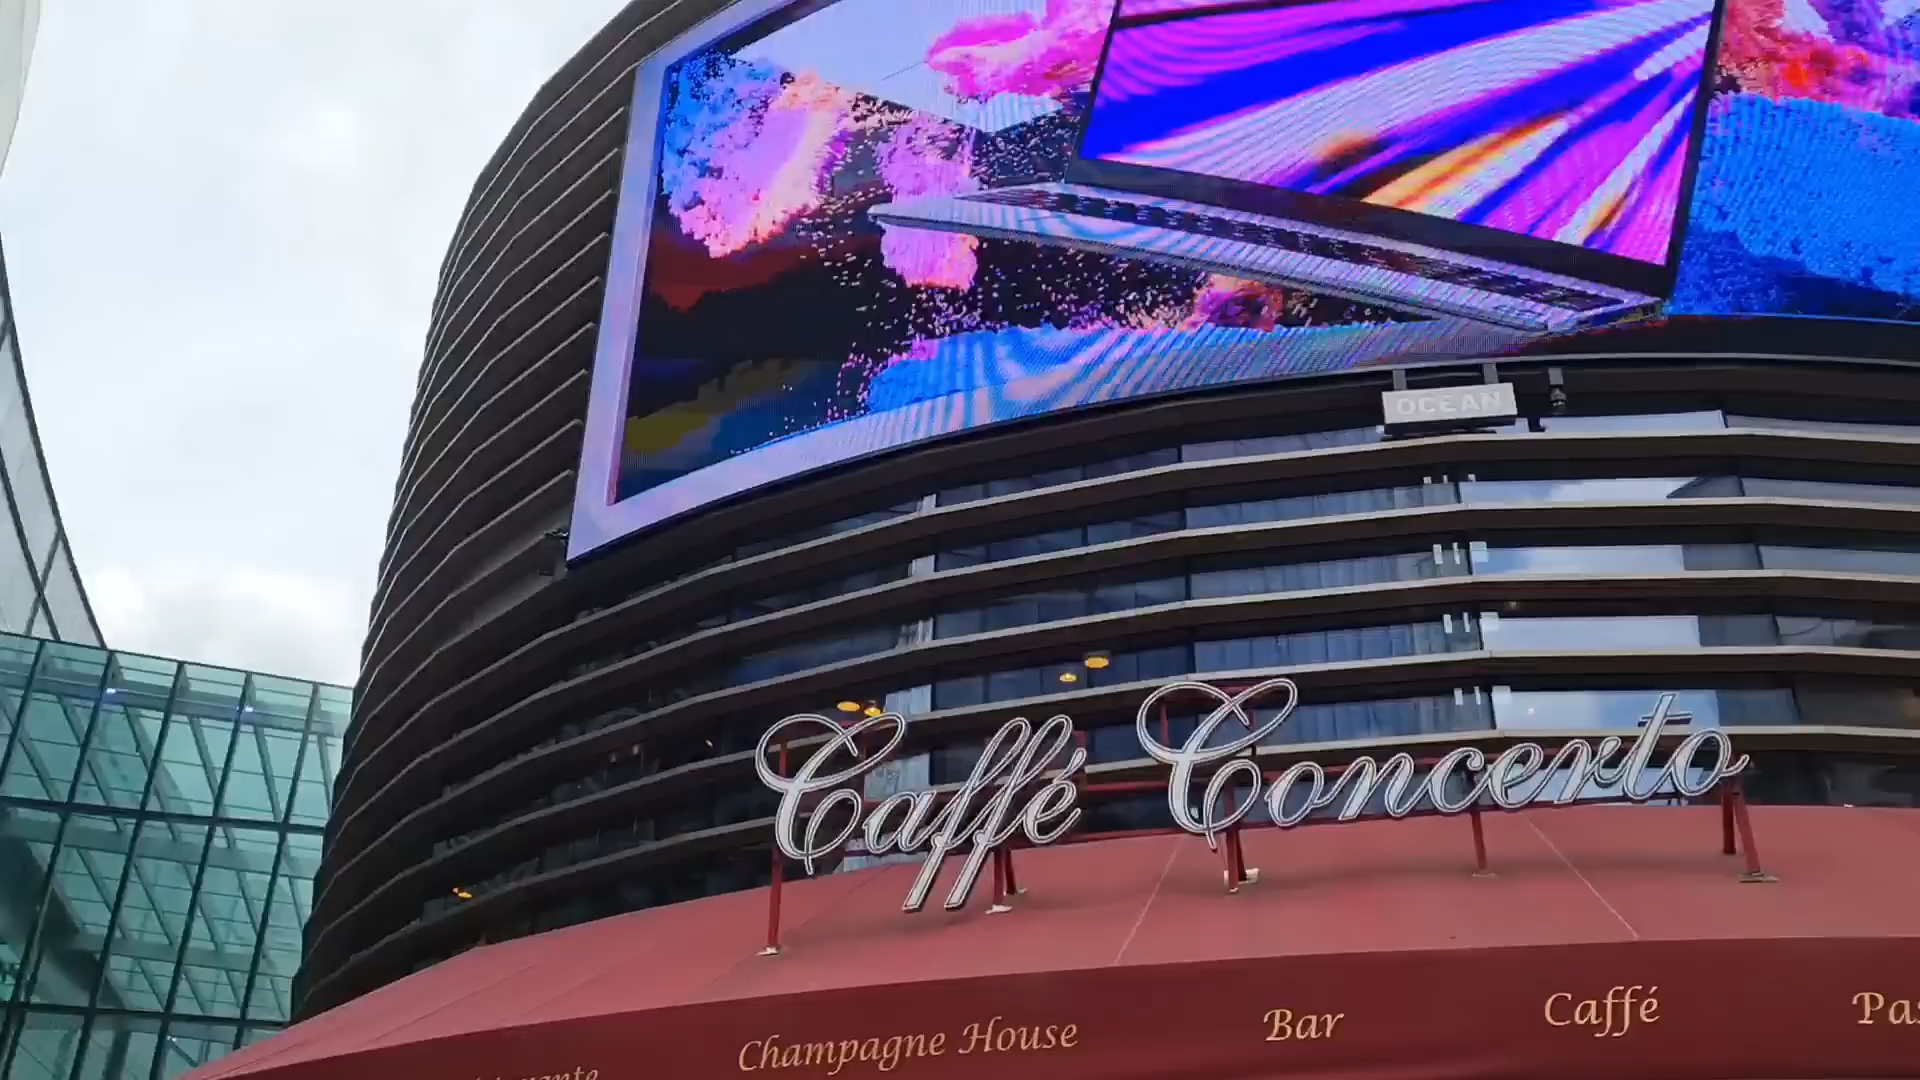 OCEAN
Caffé Concerto
Champagne House
Bar
Caffé